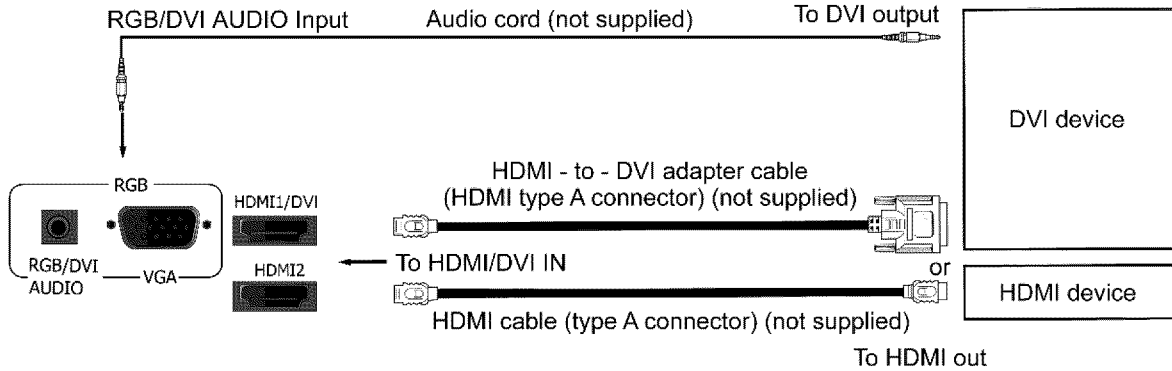 RGB/DVI AUDIO Input
Audio cord (not supplied)
To DVI output
DVI device
HDMI - to - DVI adapter cable
(HDMI type A connector) (not supplied)
RGB
HDMI1/DVI
RGB/DVI
AUDIO
VGA
HDMI2
To HDMI/DVI IN
or
HDMI device
HDMI cable (type A connector) (not supplied)
To HDMI out